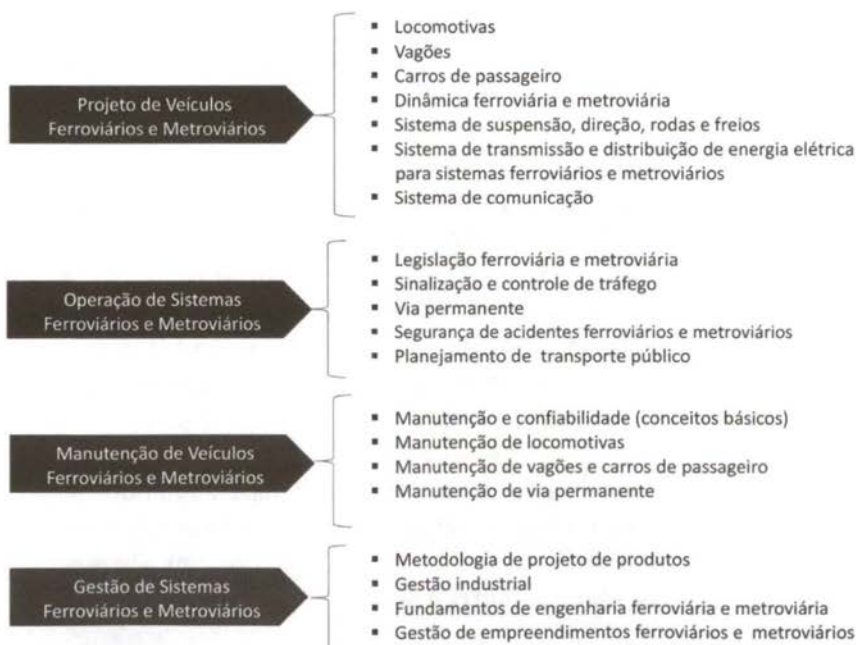 Projeto de Veículos
Ferroviários e Metroviários
▪ Locomotivas
▪ Vagões
▪ Carros de passageiro
▪ Dinâmica ferroviária e metroviária
▪ Sistema de suspensão, direção, rodas e freios
▪ Sistema de transmissão e distribuição de energia elétrica
para sistemas ferroviários e metroviários
▪ Sistema de comunicação
Operação de Sistemas
Ferroviários e Metroviários
▪ Legislação ferroviária e metroviária
▪ Sinalização e controle de tráfego
▪ Via permanente
▪ Segurança de acidentes ferroviários e metroviários
▪ Planejamento de transporte público
Manutenção de Veículos
Ferroviários e Metroviários
▪ Manutenção e confiabilidade (conceitos básicos)
▪ Manutenção de locomotivas
▪ Manutenção de vagões e carros de passageiro
▪ Manutenção de via permanente
Gestão de Sistemas
Ferroviários e Metroviários
▪ Metodologia de projeto de produtos
▪ Gestão industrial
▪ Fundamentos de engenharia ferroviária e metroviária
▪ Gestão de empreendimentos ferroviários e metroviários